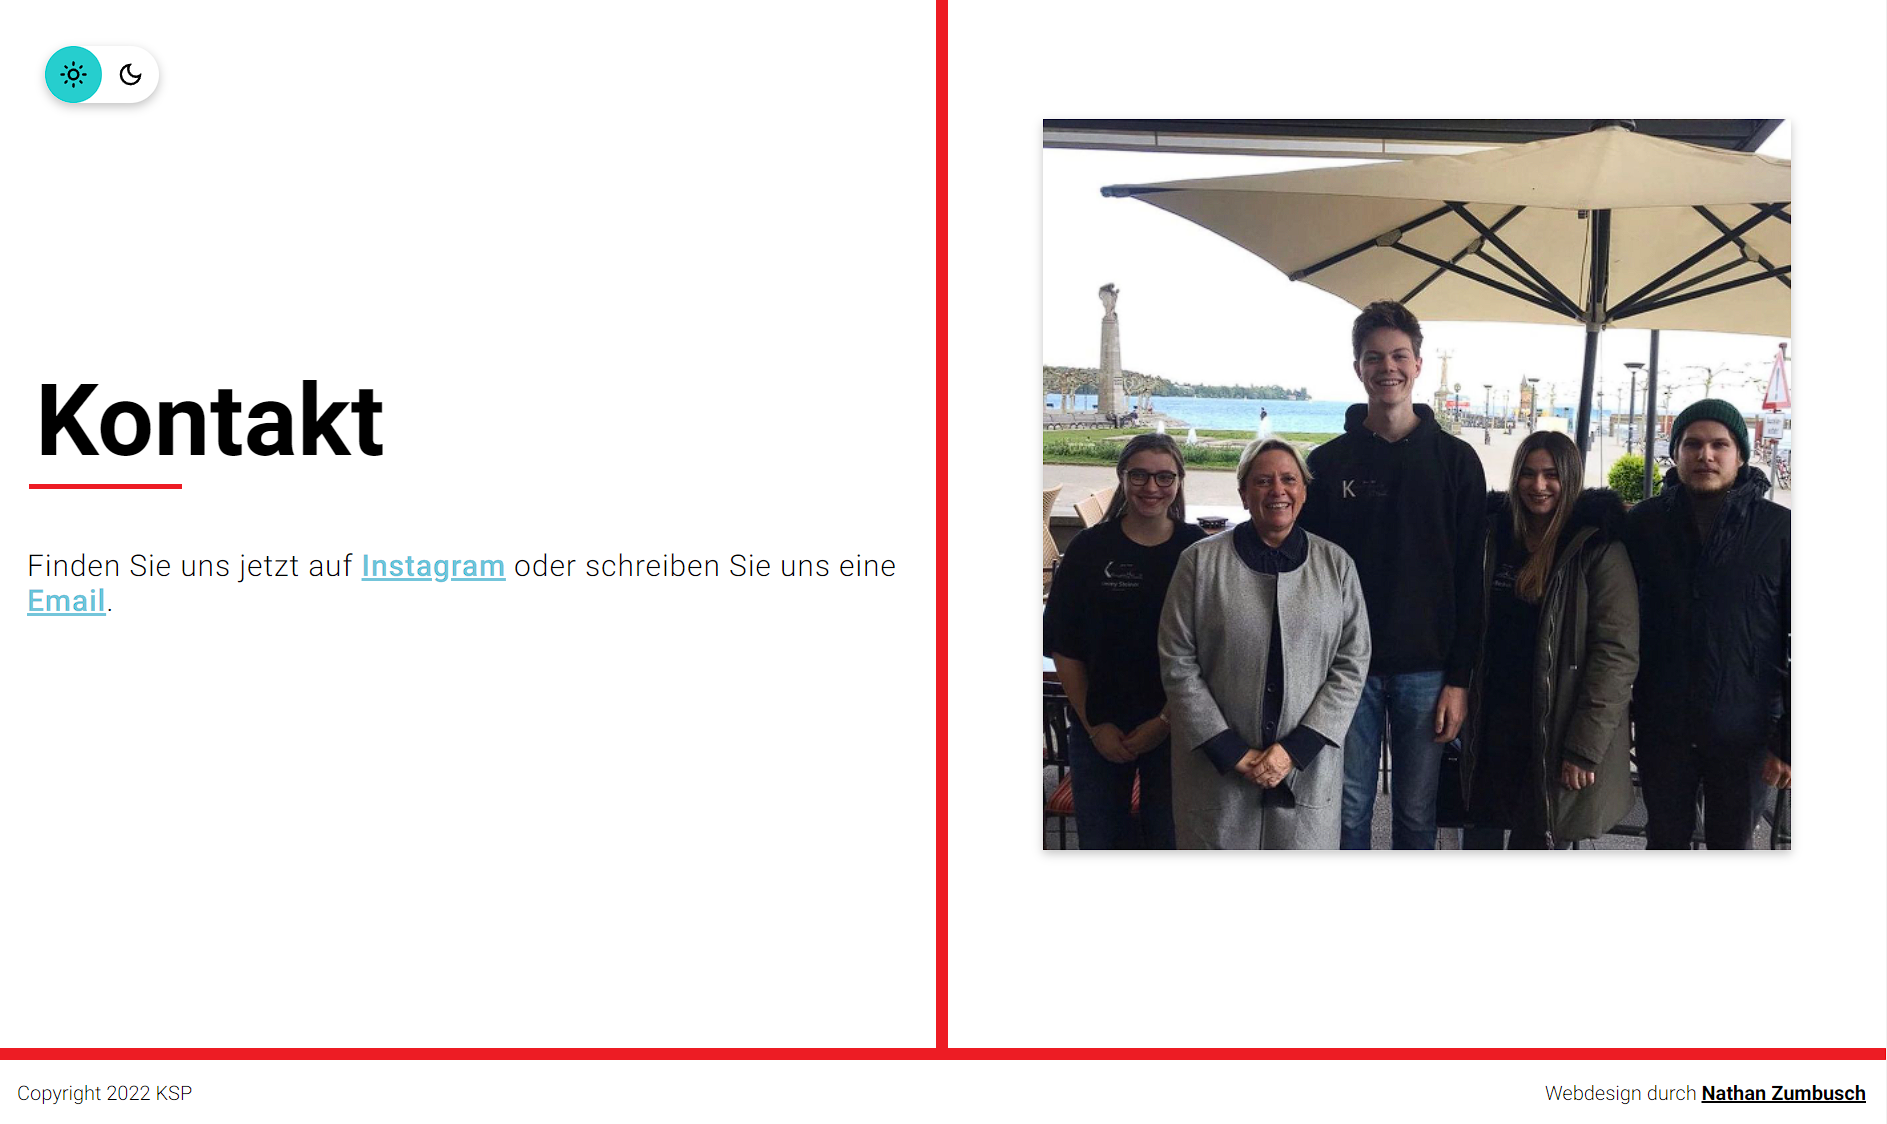 Kontakt
Finden Sie uns jetzt auf Instagram oder schreiben Sie uns eine
Email.
K
Copyright 2022 KSP
Webdesign durch Nathan Zumbusch